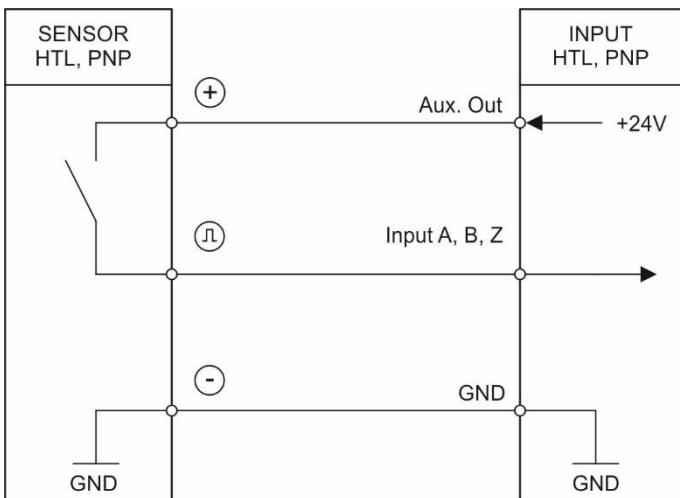 SENSOR
HTL, PNP
INPUT
HTL, PNP
+
Aux. Out
+24V
Input A, B, Z
-
GND
GND
GND